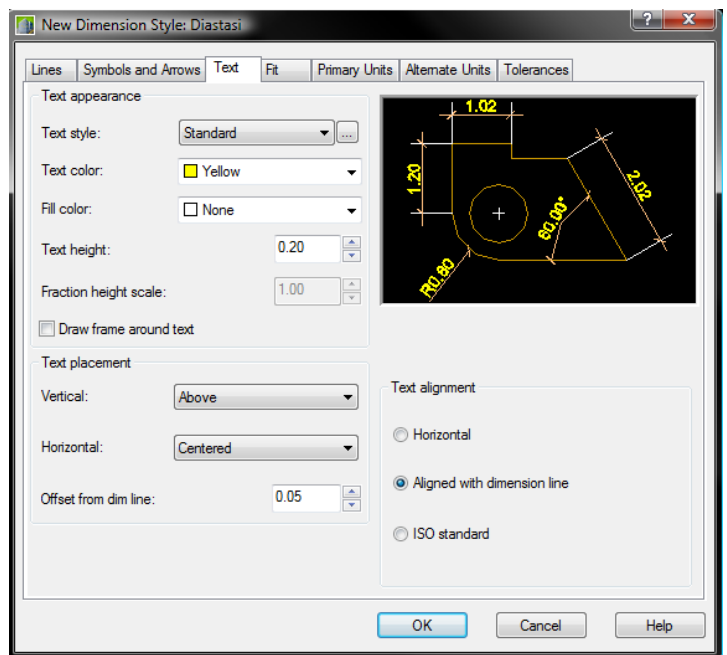 New Dimension Style: Diastasi
Lines Symbols and Arrows Text Fit Primary Units Alternate Units Tolerances
Text appearance
Text style: Standard ...
Text color: Yellow
Fill color: None
Text height: 0.20
Fraction height scale: 1.00
Draw frame around text
1.02
1.20
2.02
60.00°
R0.80
Text placement
Vertical: Above
Horizontal: Centered
Offset from dim line: 0.05
Text alignment
Horizontal
Aligned with dimension line
ISO standard
OK Cancel Help